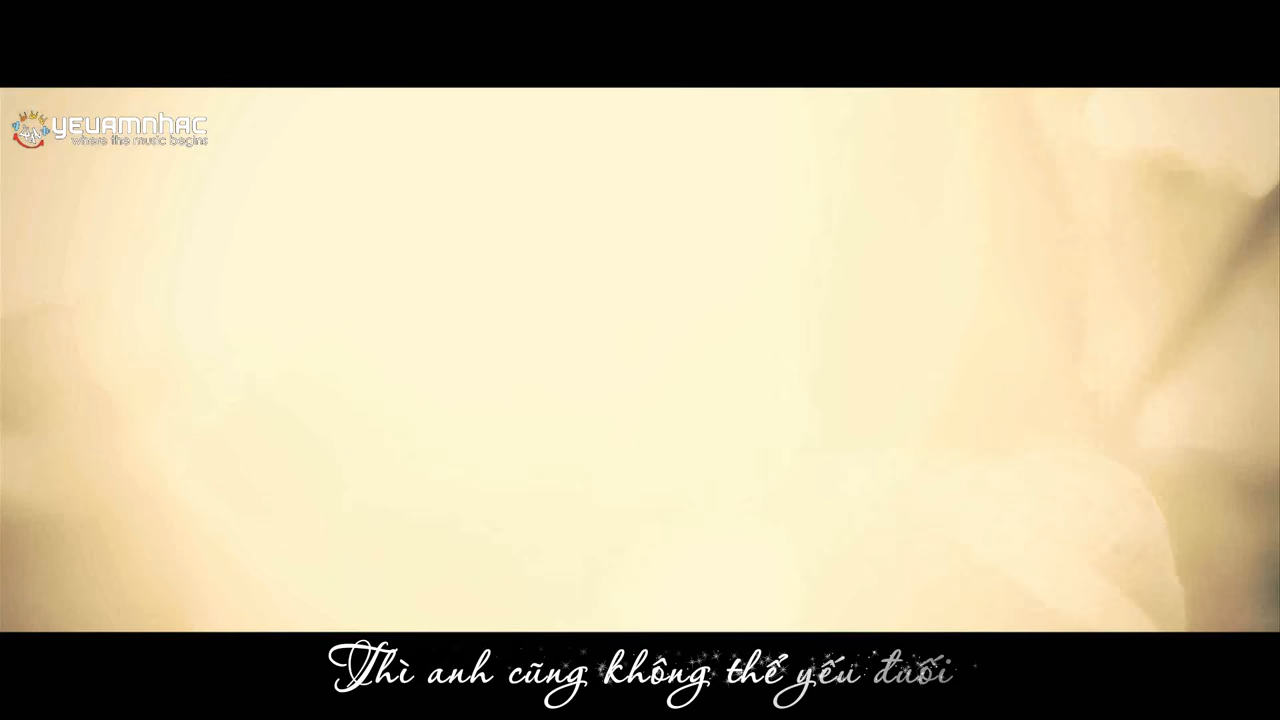 YEUAMNHAC
where the music begins
Thì anh cũng không thể yếu đuối